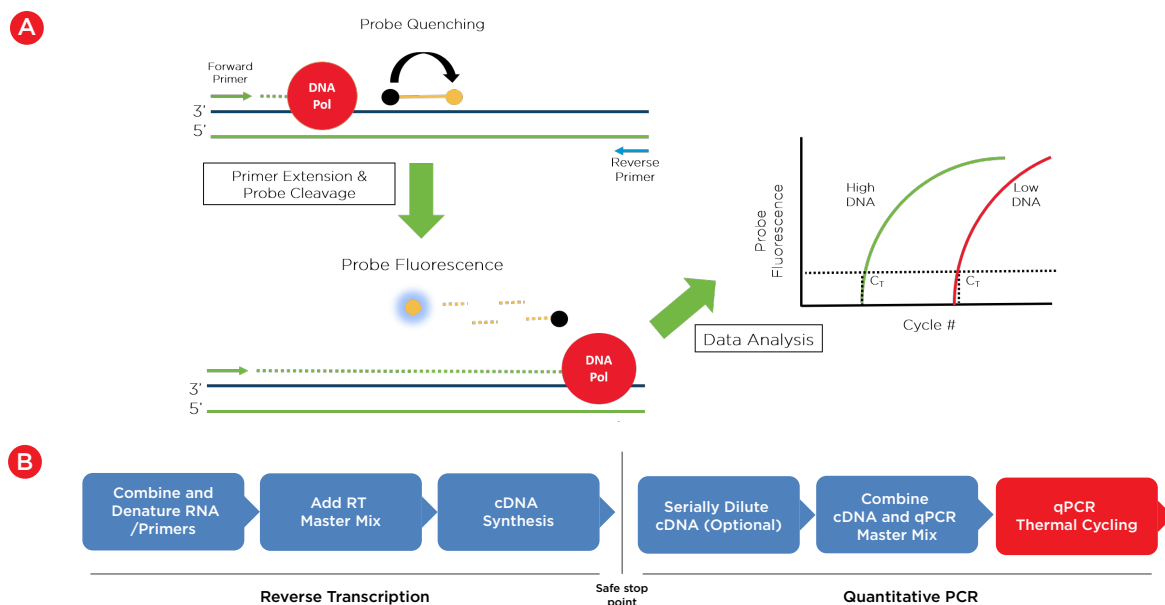 A
Probe Quenching
Forward
Primer
DNA
Pol
3’
5’
Reverse
Primer
Primer Extension &
Probe Cleavage
Probe Fluorescence
DNA
Pol
3’
5’
Data Analysis
Probe
Fluorescence
High
DNA
Low
DNA
CT
CT
Cycle #
B
Combine and
Denature RNA
/Primers
Add RT
Master Mix
cDNA
Synthesis
Serially Dilute
cDNA (Optional)
Combine
cDNA and qPCR
Master Mix
qPCR
Thermal Cycling
Reverse Transcription
Safe stop
point
Quantitative PCR